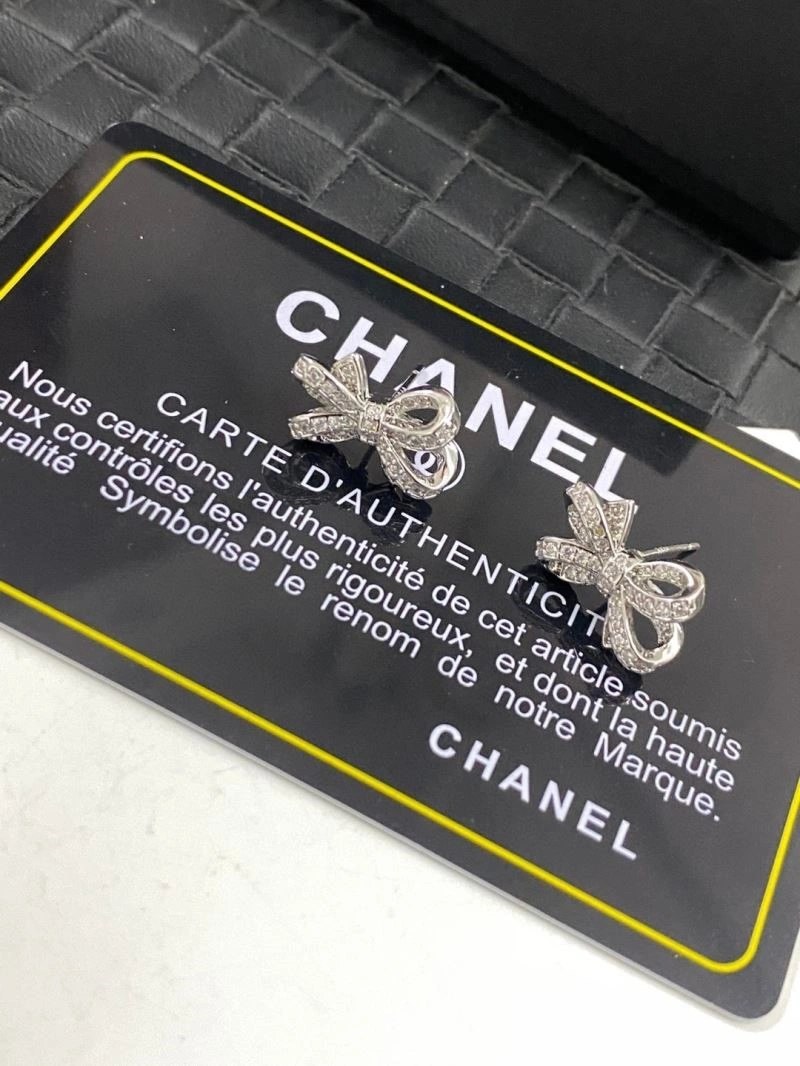 CHANEL
CARTE D'AUTHENTICIT
Nous certifions l'authenticité de cet article soumis
aux contrôles les plus rigoureux, et dont la haute
ualité Symbolise le renom de notre Marque.
CHANEL